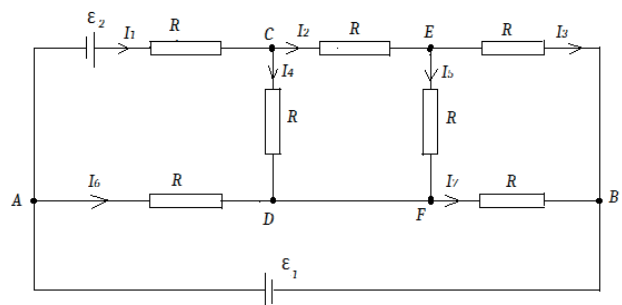 ε₂
I₁ R C I₂ R E R I₃
I₄ I₅
R R
A I₆ R D F I₇ R B
ε₁